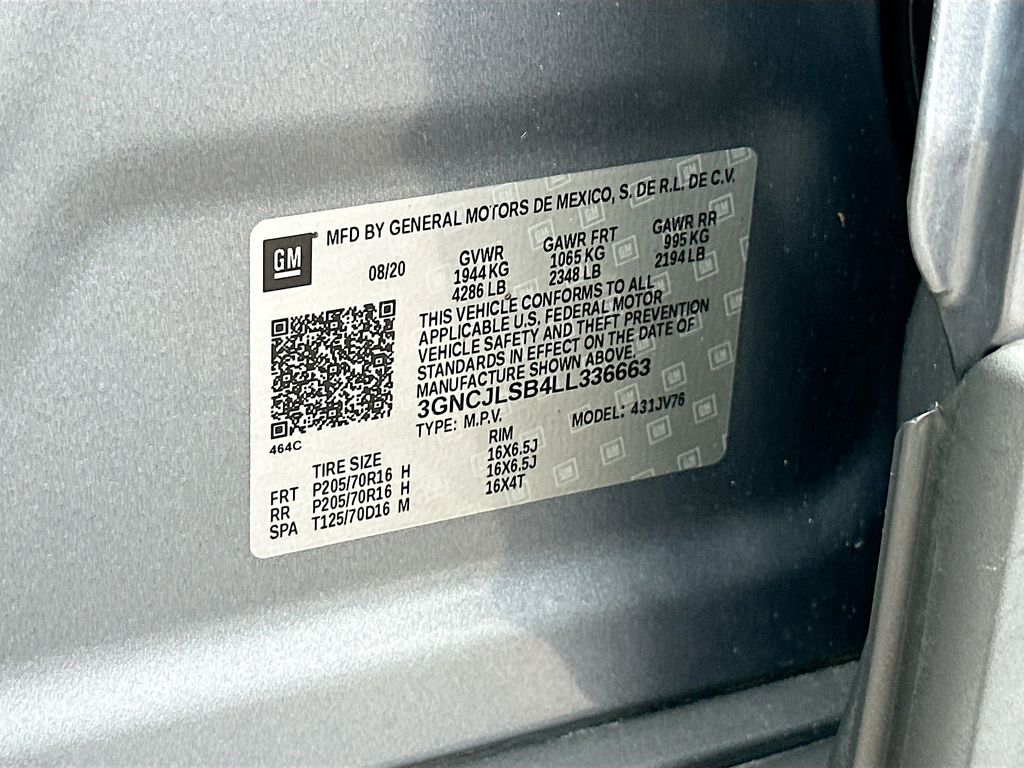 GM
MFD BY GENERAL MOTORS DE MEXICO, S. DE R.L. DE C.V.
08/20
GVWR
1944 KG
4286 LB
GAWR FRT
1065 KG
2348 LB
GAWR RR
995 KG
2194 LB
THIS VEHICLE CONFORMS TO ALL
APPLICABLE U.S. FEDERAL MOTOR
VEHICLE SAFETY AND THEFT PREVENTION
STANDARDS IN EFFECT ON THE DATE OF
MANUFACTURE SHOWN ABOVE.
3GNCJLSB4LL336663
TYPE: M.P.V. MODEL: 431JV76
464C
TIRE SIZE RIM
FRT P205/70R16 H 16X6.5J
RR P205/70R16 H 16X6.5J
SPA T125/70D16 M 16X4T